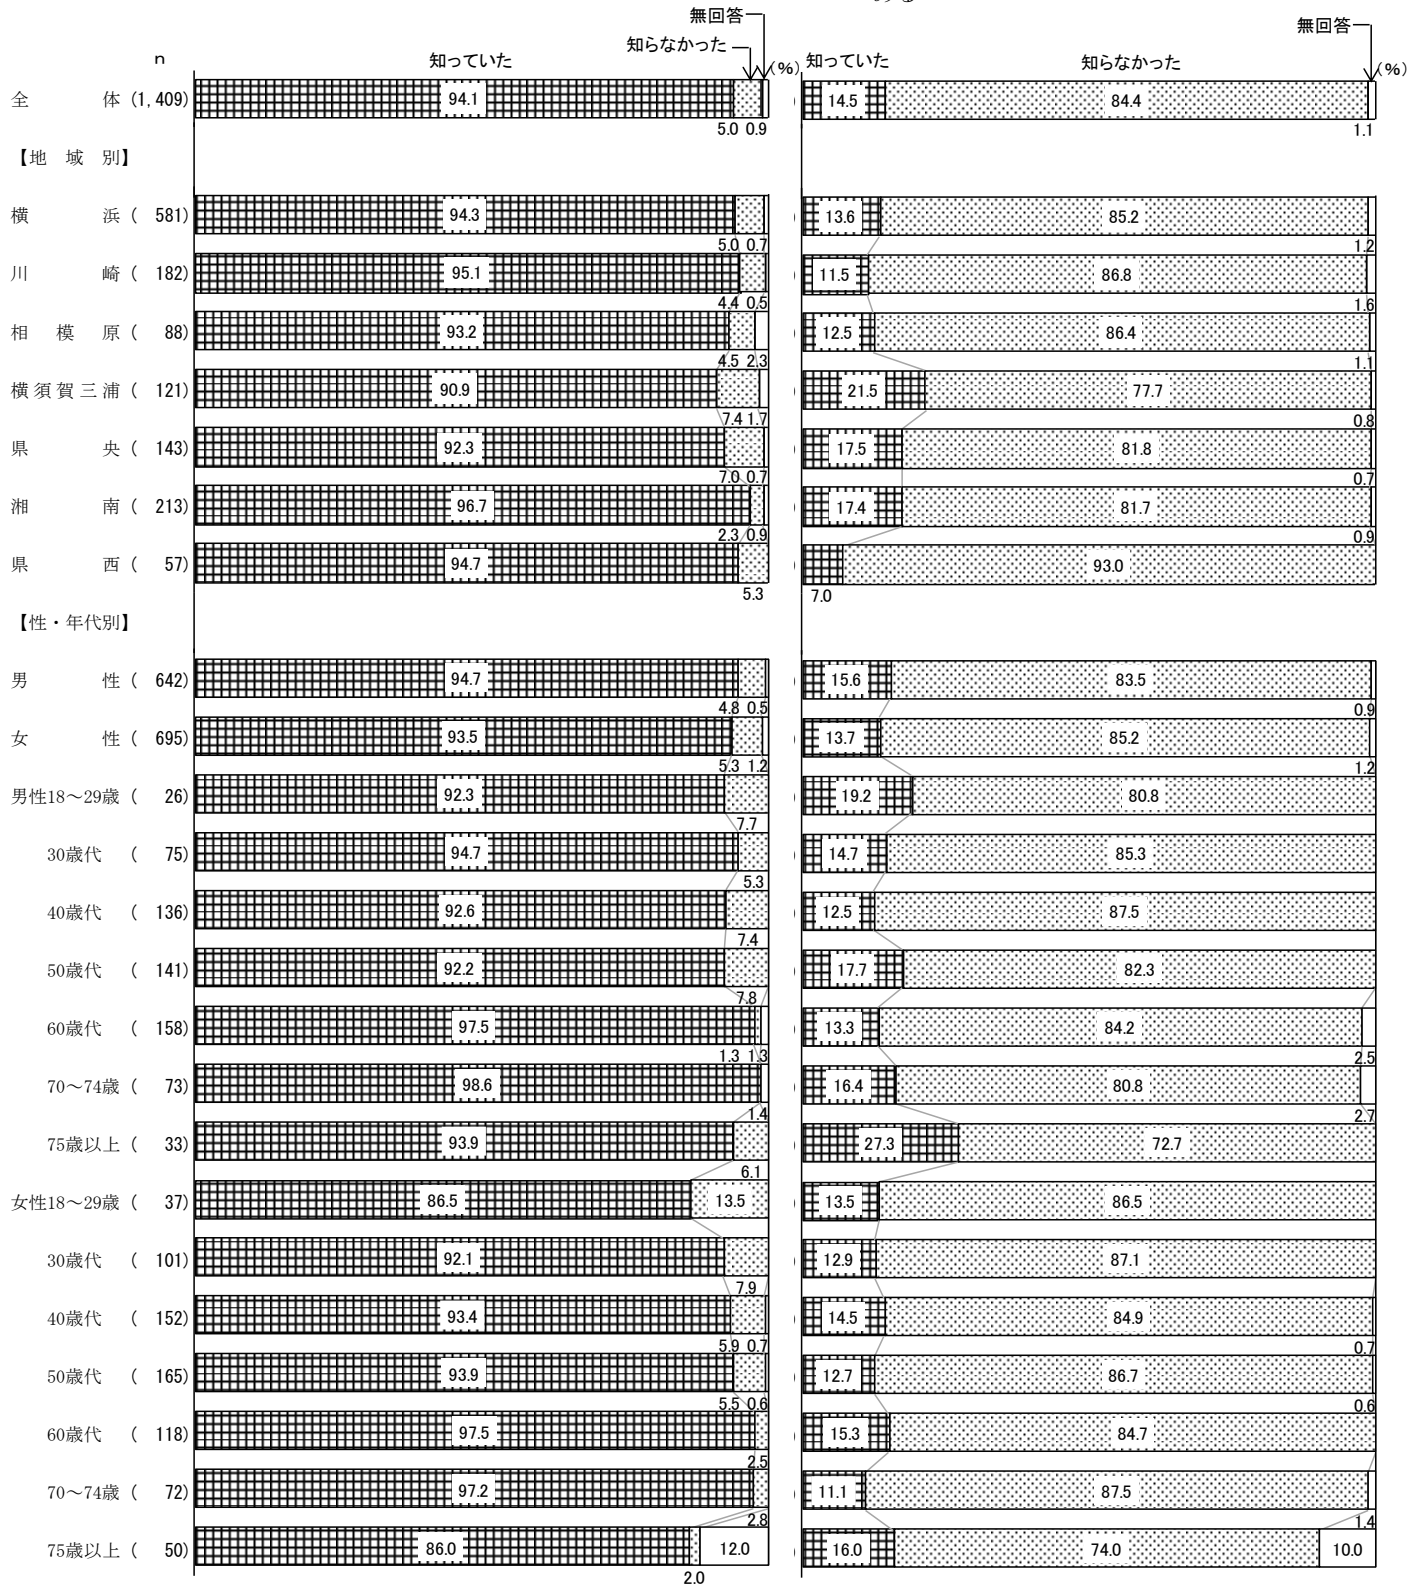 無回答
無回答
知らなかった
n 知っていた (%) 知っていた 知らなかった (%)
全体 (1,409) 94.1 14.5 84.4
5.0 0.9 1.1
【地域別】
横浜 ( 581) 94.3 13.6 85.2
5.0 0.7 1.2
川崎 ( 182) 95.1 11.5 86.8
4.4 0.5 1.6
相模原 ( 88) 93.2 12.5 86.4
4.5 2.3 1.1
横須賀三浦 ( 121) 90.9 21.5 77.7
7.4 1.7 0.8
県央 ( 143) 92.3 17.5 81.8
7.0 0.7 0.7
湘南 ( 213) 96.7 17.4 81.7
2.3 0.9 0.9
県西 ( 57) 94.7 93.0
5.3 7.0
【性・年代別】
男性 ( 642) 94.7 15.6 83.5
4.8 0.5 0.9
女性 ( 695) 93.5 13.7 85.2
5.3 1.2 1.2
男性18～29歳 ( 26) 92.3 19.2 80.8
7.7
30歳代 ( 75) 94.7 14.7 85.3
5.3
40歳代 ( 136) 92.6 12.5 87.5
7.4
50歳代 ( 141) 92.2 17.7 82.3
7.8
60歳代 ( 158) 97.5 13.3 84.2
1.3 1.3 2.5
70～74歳 ( 73) 98.6 16.4 80.8
1.4 2.7
75歳以上 ( 33) 93.9 27.3 72.7
6.1
女性18～29歳 ( 37) 86.5 13.5 13.5 86.5
30歳代 ( 101) 92.1 12.9 87.1
7.9
40歳代 ( 152) 93.4 14.5 84.9
5.9 0.7 0.7
50歳代 ( 165) 93.9 12.7 86.7
5.5 0.6 0.6
60歳代 ( 118) 97.5 15.3 84.7
2.5
70～74歳 ( 72) 97.2 11.1 87.5
2.8 1.4
75歳以上 ( 50) 86.0 12.0 16.0 74.0 10.0
2.0